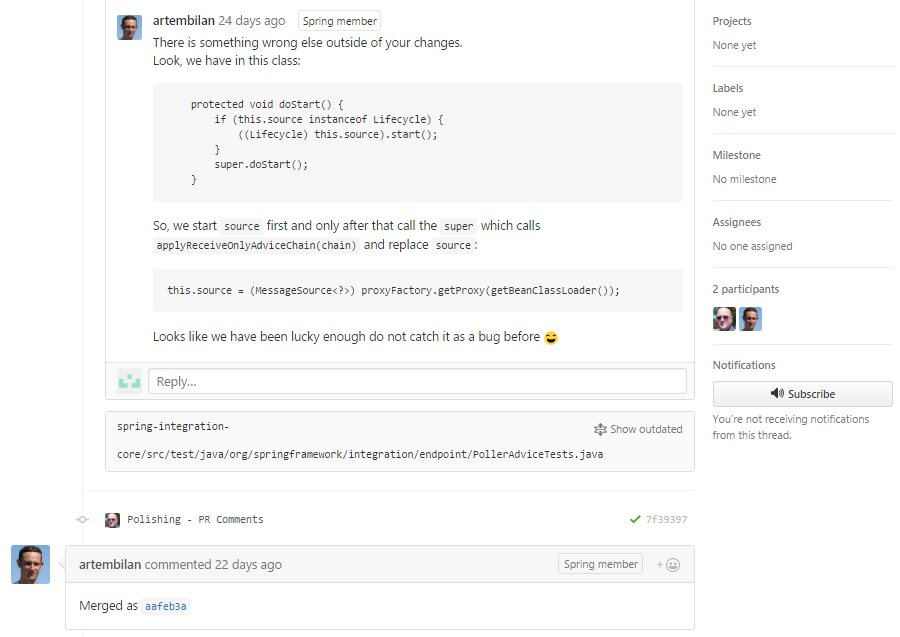 artembilan 24 days ago Spring member
There is something wrong else outside of your changes.
Look, we have in this class:
protected void doStart() {
if (this.source instanceof Lifecycle) {
((Lifecycle) this.source).start();
}
super.doStart();
}
So, we start source first and only after that call the super which calls
applyReceiveOnlyAdviceChain(chain) and replace source :
this.source = (MessageSource<?>) proxyFactory.getProxy(getBeanClassLoader());
Looks like we have been lucky enough do not catch it as a bug before
Reply...
spring-integration-
Show outdated
core/src/test/java/org/springframework/integration/endpoint/PollerAdviceTests.java
Polishing - PR Comments 7f39397
artembilan commented 22 days ago Spring member +
Merged as aafeb3a
Projects
None yet
Labels
None yet
Milestone
No milestone
Assignees
No one assigned
2 participants
Notifications
Subscribe
You're not receiving notifications
from this thread.